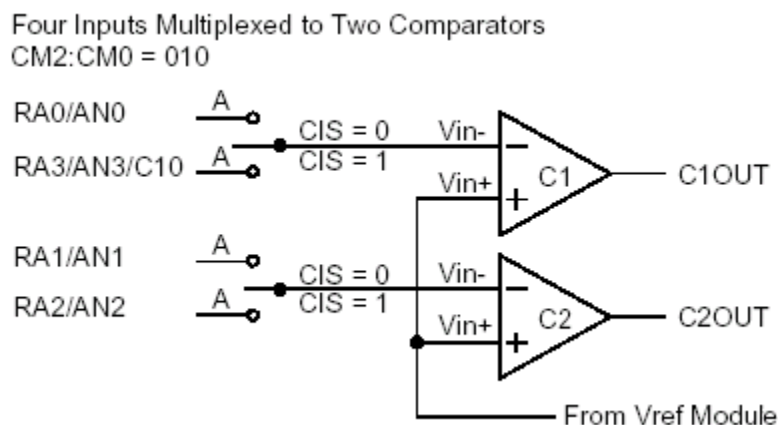 Four Inputs Multiplexed to Two Comparators
CM2:CM0 = 010
RA0/AN0 A
CIS = 0 Vin-
RA3/AN3/C10 A CIS = 1
− C1 C1OUT
Vin+ +
RA1/AN1 A
CIS = 0 Vin-
RA2/AN2 A CIS = 1
− C2 C2OUT
Vin+ +
From Vref Module